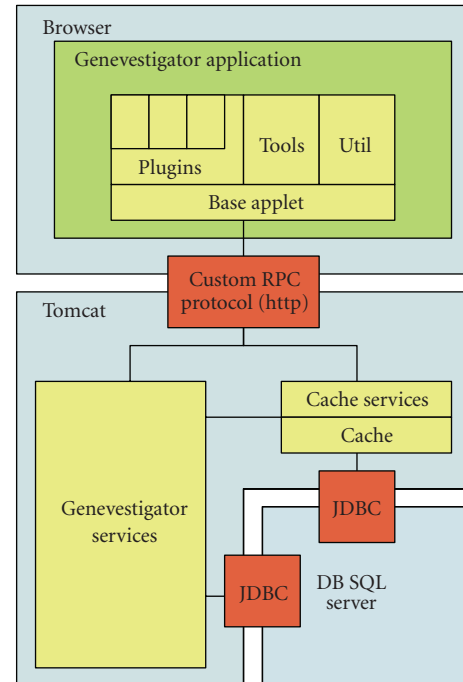 Browser
Genevestigator application
Plugins
Tools
Util
Base applet
Custom RPC
protocol (http)
Tomcat
Cache services
Cache
Genevestigator
services
JDBC
JDBC
DB SQL
server